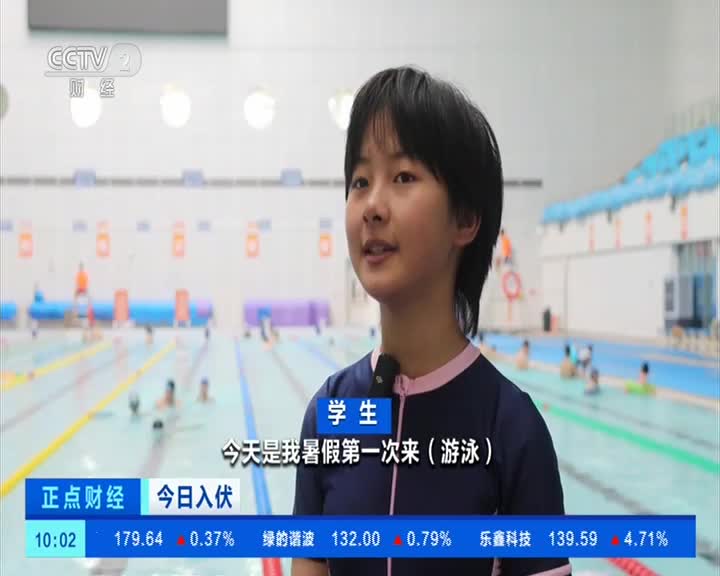 CCTV 2
财经
学生
今天是我暑假第一次来（游泳）
正点财经 今日入伏
10:02 179.64 ▲0.37% 绿的谐波 132.00 ▲0.79% 乐鑫科技 139.59 ▲4.71%